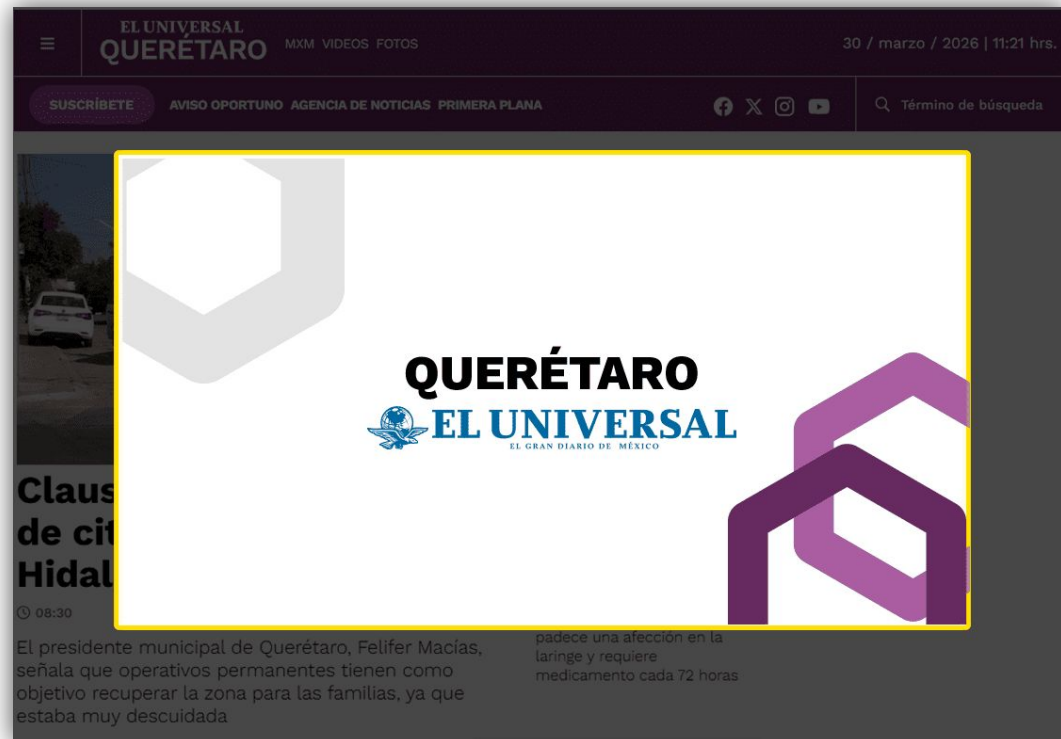 EL UNIVERSAL
QUERÉTARO
MXM VIDEOS FOTOS
30 / marzo / 2026 | 11:21 hrs.
SUSCRÍBETE
AVISO OPORTUNO AGENCIA DE NOTICIAS PRIMERA PLANA
Término de búsqueda
QUERÉTARO
EL UNIVERSAL
EL GRAN DIARIO DE MÉXICO
Claus
de cit
Hidal
08:30
El presidente municipal de Querétaro, Felifer Macías,
señala que operativos permanentes tienen como
objetivo recuperar la zona para las familias, ya que
estaba muy descuidada
padece una afección en la
laringe y requiere
medicamento cada 72 horas